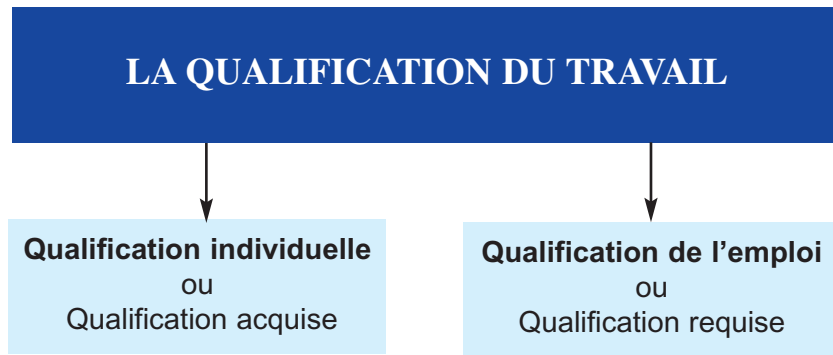 LA QUALIFICATION DU TRAVAIL
Qualification individuelle
ou
Qualification acquise
Qualification de l’emploi
ou
Qualification requise